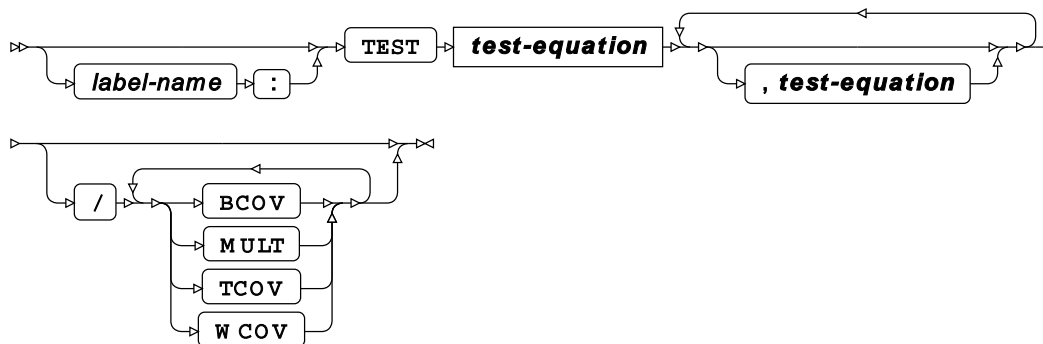 TEST test-equation
label-name : , test-equation
/ BCOV
MULT
TCOV
WCOV